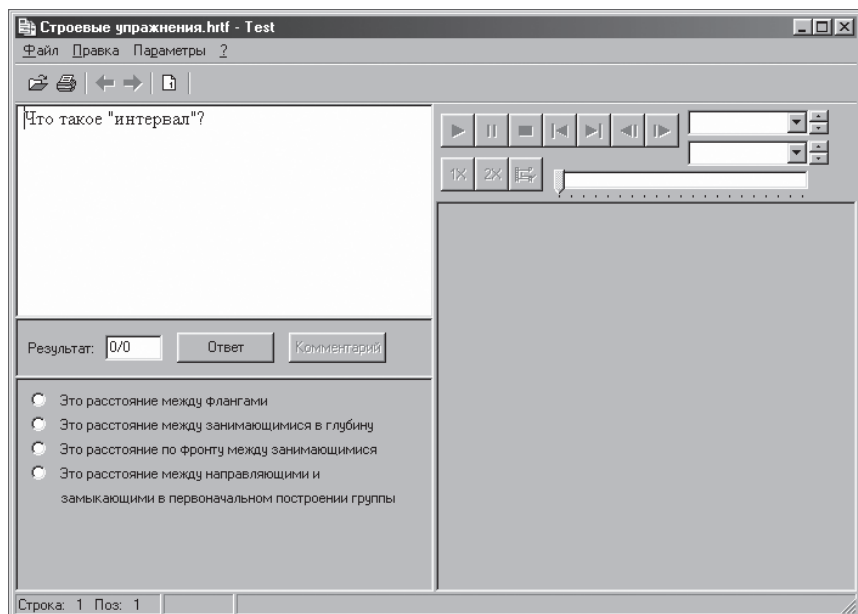 Строевые упражнения.hrtf - Test
Файл Правка Параметры ?
1
Что такое "интервал"?
1X 2X
Результат: 0/0 Ответ Комментарий
Это расстояние между флангами
Это расстояние между занимающимися в глубину
Это расстояние по фронту между занимающимися
Это расстояние между направляющими и
замыкающими в первоначальном построении группы
Строка: 1 Поз: 1